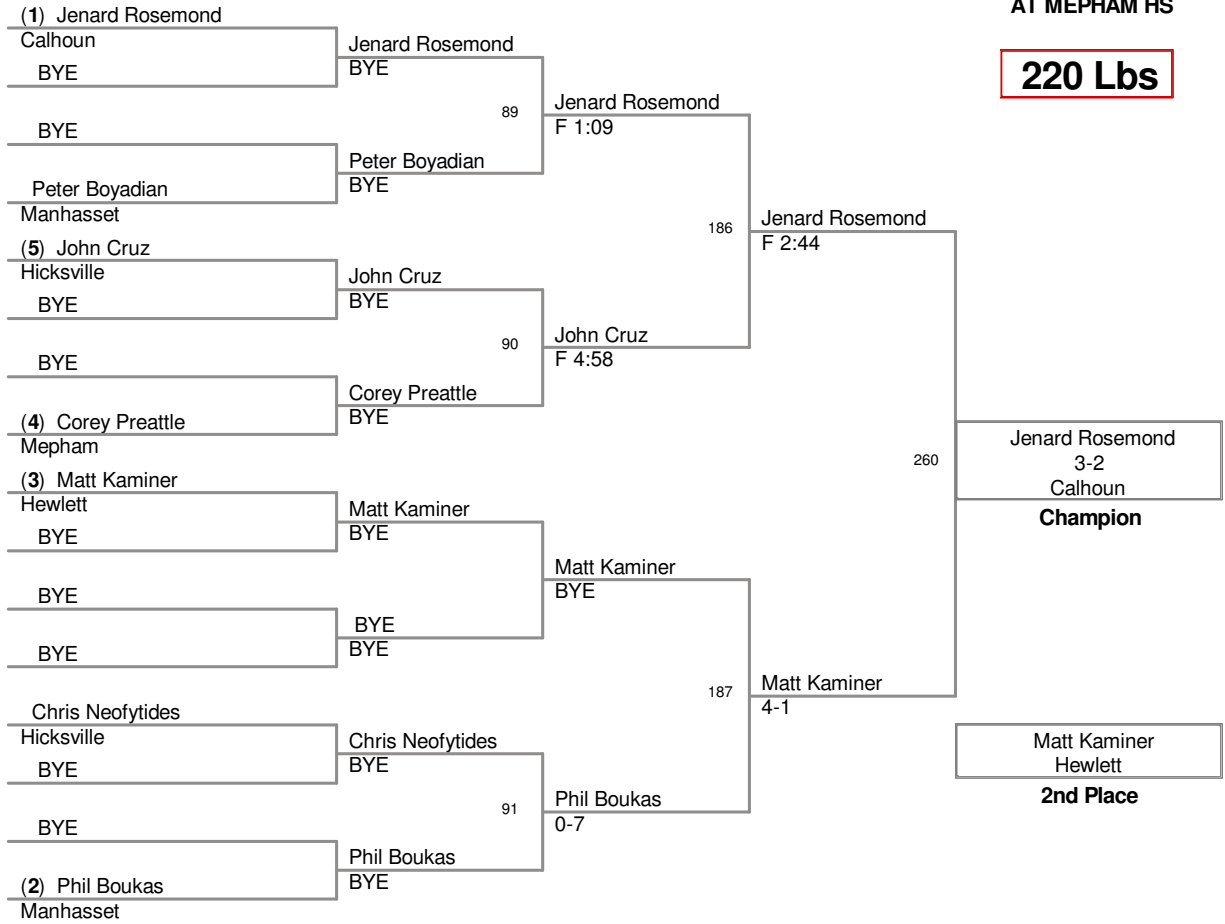 AT MEPHAM HS
220 Lbs
(1) Jenard Rosemond
Calhoun
BYE
BYE
Peter Boyadian
Manhasset
(5) John Cruz
Hicksville
BYE
BYE
(4) Corey Preattle
Mepham
(3) Matt Kaminer
Hewlett
BYE
BYE
BYE
Chris Neofytides
Hicksville
BYE
BYE
(2) Phil Boukas
Manhasset
Jenard Rosemond
BYE
Peter Boyadian
BYE
John Cruz
BYE
Corey Preattle
BYE
Matt Kaminer
BYE
BYE
BYE
Chris Neofytides
BYE
Phil Boukas
BYE
89
90
91
Jenard Rosemond
F 1:09
John Cruz
F 4:58
Matt Kaminer
BYE
Phil Boukas
0-7
186
187
Jenard Rosemond
F 2:44
Matt Kaminer
4-1
260
Jenard Rosemond
3-2
Calhoun
Champion
Matt Kaminer
Hewlett
2nd Place